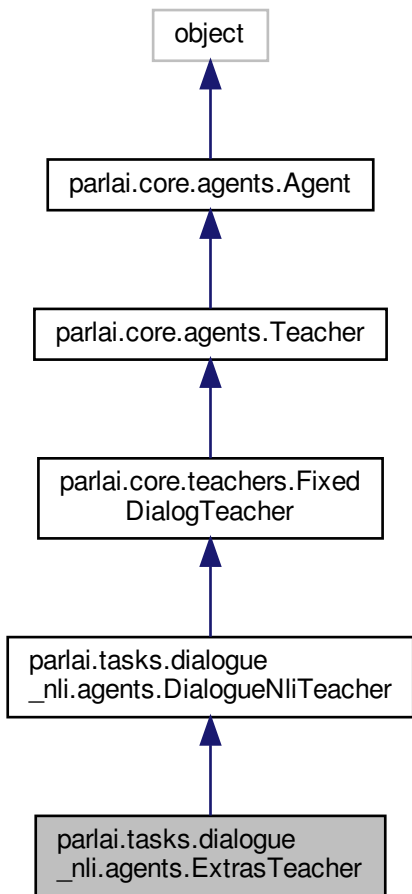 object
parlai.core.agents.Agent
parlai.core.agents.Teacher
parlai.core.teachers.Fixed
DialogTeacher
parlai.tasks.dialogue
_nli.agents.DialogueNliTeacher
parlai.tasks.dialogue
_nli.agents.ExtrasTeacher